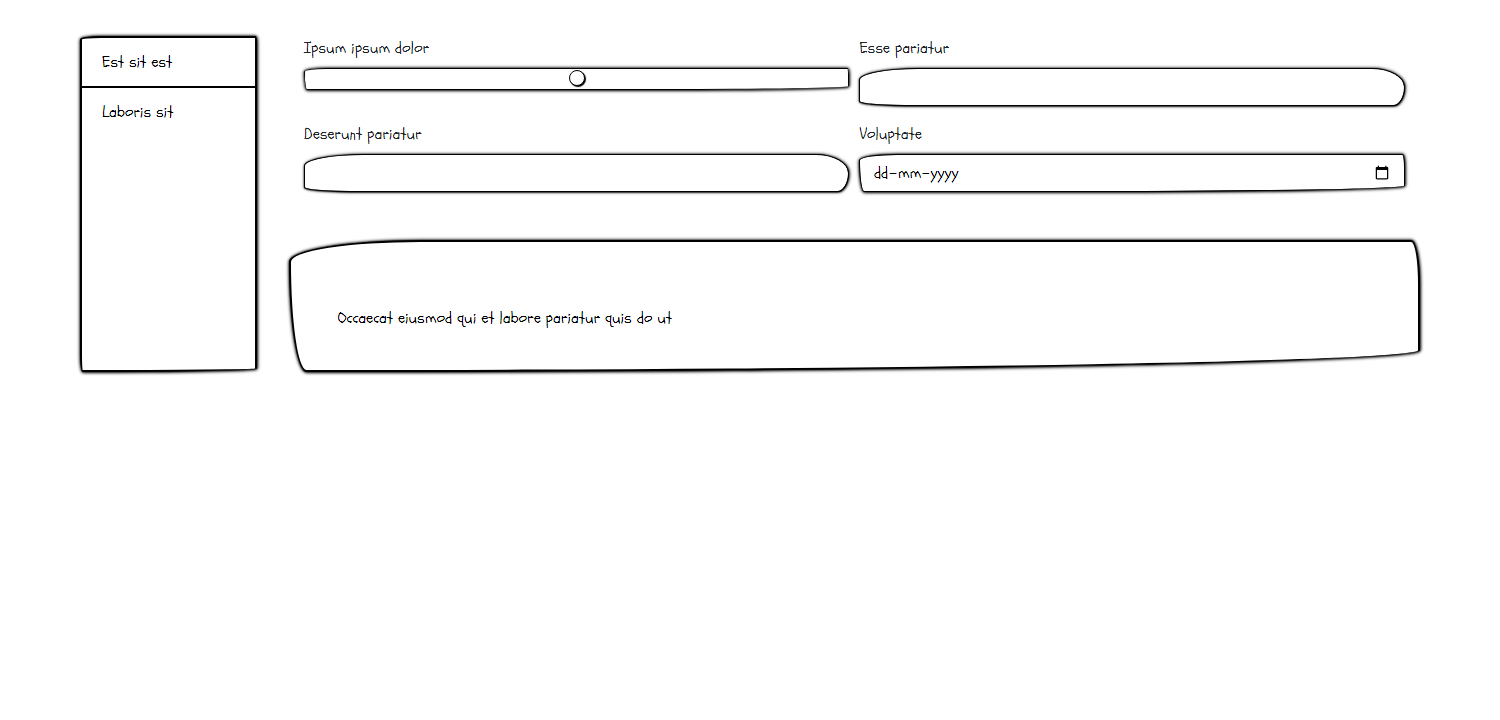 Est sit est
Laboris sit
Ipsum ipsum dolor
Esse pariatur
Deserunt pariatur
Voluptate
dd-mm-yyyy
Occaecat eiusmod qui et labore pariatur quis do ut